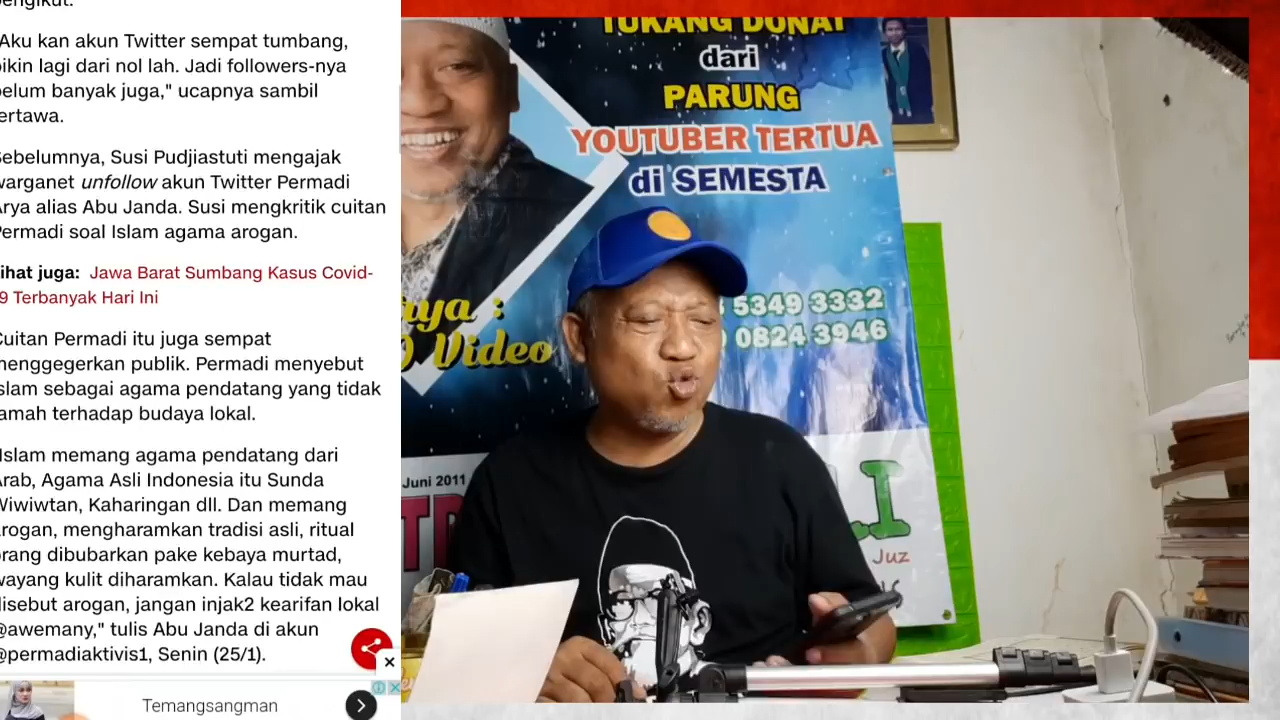 "Aku kan akun Twitter sempat tumbang,
bikin lagi dari nol lah. Jadi followers-nya
belum banyak juga," ucapnya sambil
tertawa.
Sebelumnya, Susi Pudjiastuti mengajak
warganet unfollow akun Twitter Permadi
Arya alias Abu Janda. Susi mengkritik cuitan
Permadi soal Islam agama arogan.
Lihat juga: Jawa Barat Sumbang Kasus Covid-
19 Terbanyak Hari Ini
Cuitan Permadi itu juga sempat
menggegerkan publik. Permadi menyebut
Islam sebagai agama pendatang yang tidak
ramah terhadap budaya lokal.
"Islam memang agama pendatang dari
Arab, Agama Asli Indonesia itu Sunda
Wiwiwtan, Kaharingan dll. Dan memang
arogan, mengharamkan tradisi asli, ritual
orang dibubarkan pake kebaya murtad,
wayang kulit diharamkan. Kalau tidak mau
disebut arogan, jangan injak2 kearifan lokal
@awemany," tulis Abu Janda di akun
@permadiaktivis1, Senin (25/1).
Temangsangman
TUKANG DONAT
dari
PARUNG
YOUTUBER TERTUA
di SEMESTA
5349 3332
0824 3946
Video
Juni 2011
Juz